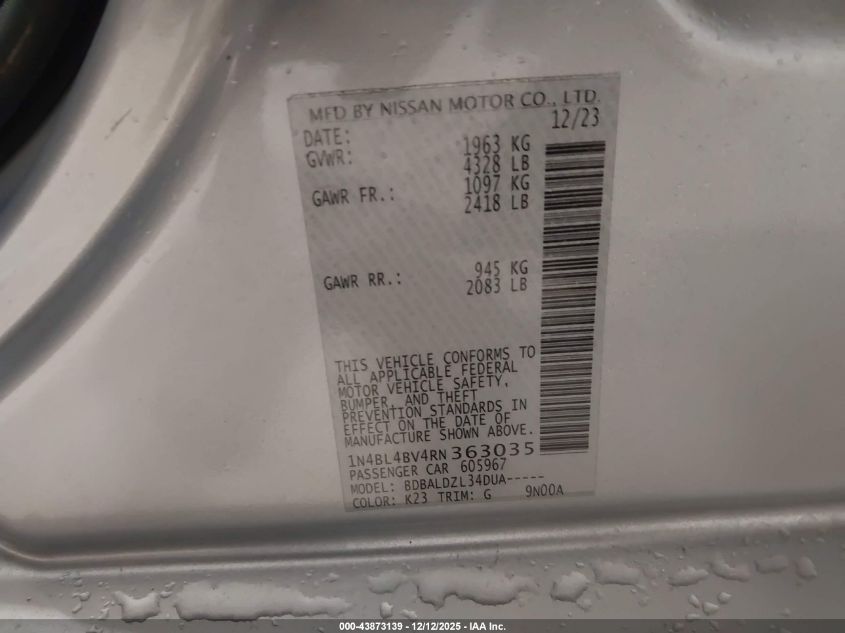 MFD BY NISSAN MOTOR CO., LTD.
DATE: 12/23
GVWR: 1963 KG
4328 LB
GAWR FR.: 1097 KG
2418 LB
GAWR RR.: 945 KG
2083 LB
THIS VEHICLE CONFORMS TO
ALL APPLICABLE FEDERAL
MOTOR VEHICLE SAFETY,
BUMPER, AND THEFT
PREVENTION STANDARDS IN
EFFECT ON THE DATE OF
MANUFACTURE SHOWN ABOVE.
1N4BL4BV4RN363035
PASSENGER CAR 605967
MODEL: BDBALDZL34DUA-----
COLOR: K23 TRIM: G 9N00A
000-43873139 - 12/12/2025 - IAA Inc.